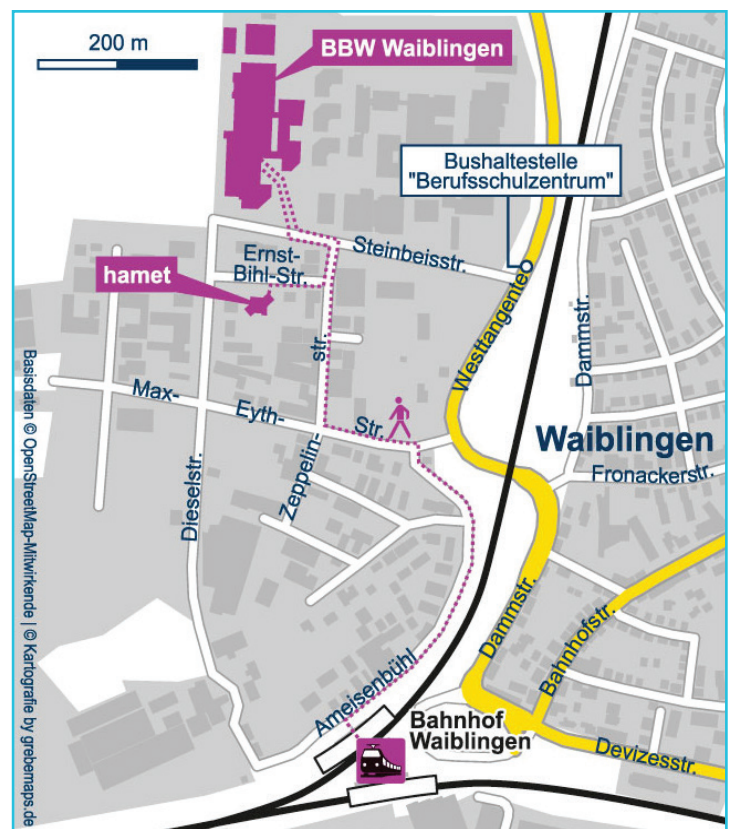 200 m
BBW Waiblingen
Bushaltestelle
"Berufsschulzentrum"
Steinbeisstr.
Ernst-
Bihl-Str.
hamet
Westtangente
Dammstr.
str.
Max-
Eyth-
Str.
Waiblingen
Fronackerstr.
Dieselstr.
Zeppelin-
Dammstr.
Bahnhofstr.
Ameisenbühl
Bahnhof
Waiblingen
Devizesstr.
Basisdaten © OpenStreetMap-Mitwirkende | © Kartografie by grebemaps.de